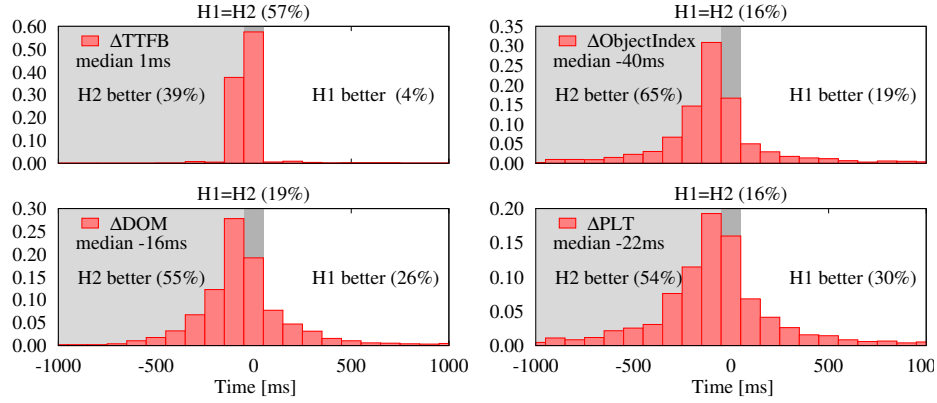 H1=H2 (57%)
0.60
0.50
0.40
0.30
0.20
0.10
0.00
ΔTTFB
median 1ms
H2 better (39%)
H1 better (4%)
H1=H2 (16%)
0.35
0.30
0.25
0.20
0.15
0.10
0.05
0.00
ΔObjectIndex
median -40ms
H2 better (65%)
H1 better (19%)
H1=H2 (19%)
0.30
0.25
0.20
0.15
0.10
0.05
0.00
ΔDOM
median -16ms
H2 better (55%)
H1 better (26%)
-1000 -500 0 500 1000
Time [ms]
H1=H2 (16%)
0.20
0.15
0.10
0.05
0.00
ΔPLT
median -22ms
H2 better (54%)
H1 better (30%)
-1000 -500 0 500 1000
Time [ms]